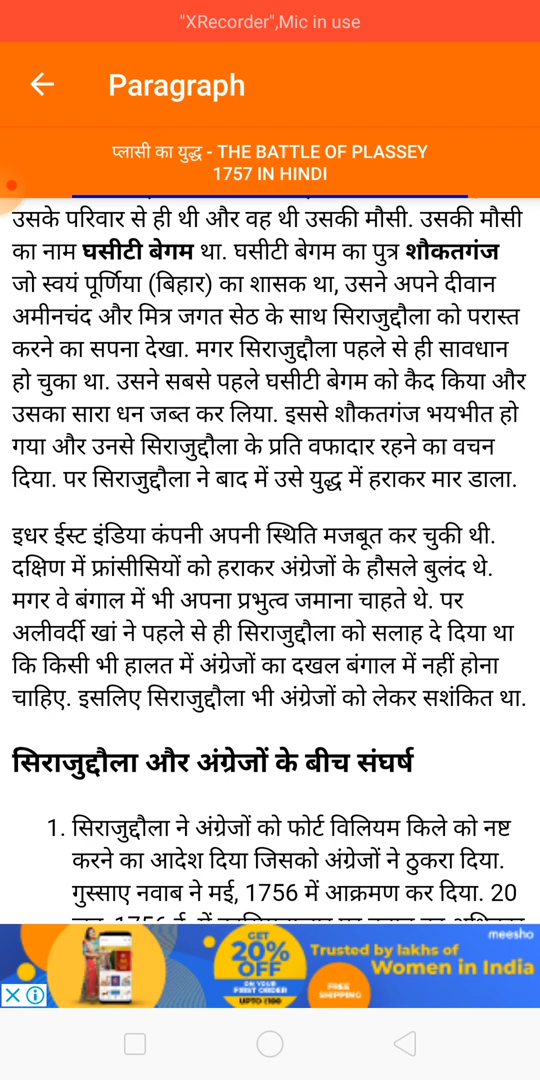 "XRecorder",Mic in use
Paragraph
प्लासी का युद्ध - THE BATTLE OF PLASSEY
1757 IN HINDI
उसके परिवार से ही थी और वह थी उसकी मौसी. उसकी मौसी
का नाम घसीटी बेगम था. घसीटी बेगम का पुत्र शौकतगंज
जो स्वयं पूर्णिया (बिहार) का शासक था, उसने अपने दीवान
अमीनचंद और मित्र जगत सेठ के साथ सिराजुद्दौला को परास्त
करने का सपना देखा. मगर सिराजुद्दौला पहले से ही सावधान
हो चुका था. उसने सबसे पहले घसीटी बेगम को कैद किया और
उसका सारा धन जब्त कर लिया. इससे शौकतगंज भयभीत हो
गया और उनसे सिराजुद्दौला के प्रति वफादार रहने का वचन
दिया. पर सिराजुद्दौला ने बाद में उसे युद्ध में हराकर मार डाला.
इधर ईस्ट इंडिया कंपनी अपनी स्थिति मजबूत कर चुकी थी.
दक्षिण में फ्रांसीसियों को हराकर अंग्रेजों के हौसले बुलंद थे.
मगर वे बंगाल में भी अपना प्रभुत्व जमाना चाहते थे. पर
अलीवर्दी खां ने पहले से ही सिराजुद्दौला को सलाह दे दिया था
कि किसी भी हालत में अंग्रेजों का दखल बंगाल में नहीं होना
चाहिए. इसलिए सिराजुद्दौला भी अंग्रेजों को लेकर सशंकित था.
सिराजुद्दौला और अंग्रेजों के बीच संघर्ष
1. सिराजुद्दौला ने अंग्रेजों को फोर्ट विलियम किले को नष्ट
करने का आदेश दिया जिसको अंग्रेजों ने ठुकरा दिया.
गुस्साए नवाब ने मई, 1756 में आक्रमण कर दिया. 20
meesho
GET
20%
OFF
ON YOUR
FIRST ORDER
UPTO ₹100
Trusted by lakhs of
Women in India
FREE
SHIPPING